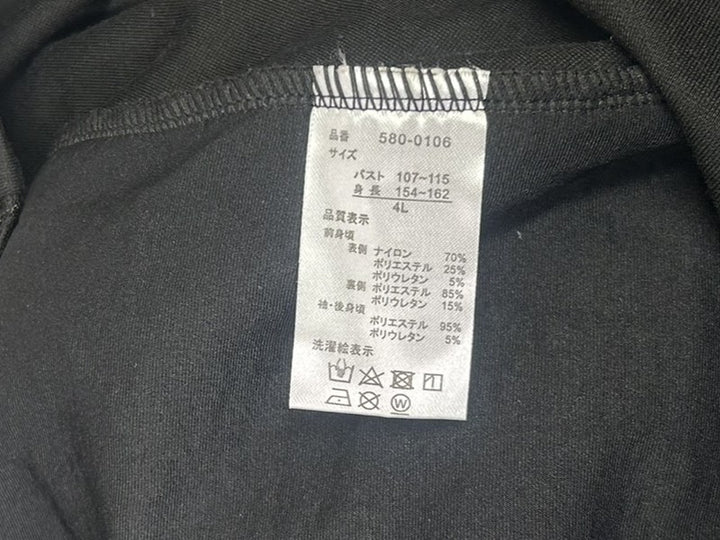 品番 580-0106
サイズ
バスト 107~115
身長 154~162
4L
品質表示
前身頃
表側 ナイロン 70%
ポリエステル 25%
ポリウレタン 5%
裏側 ポリエステル 85%
ポリウレタン 15%
袖・後身頃
ポリエステル 95%
ポリウレタン 5%
洗濯絵表示
W